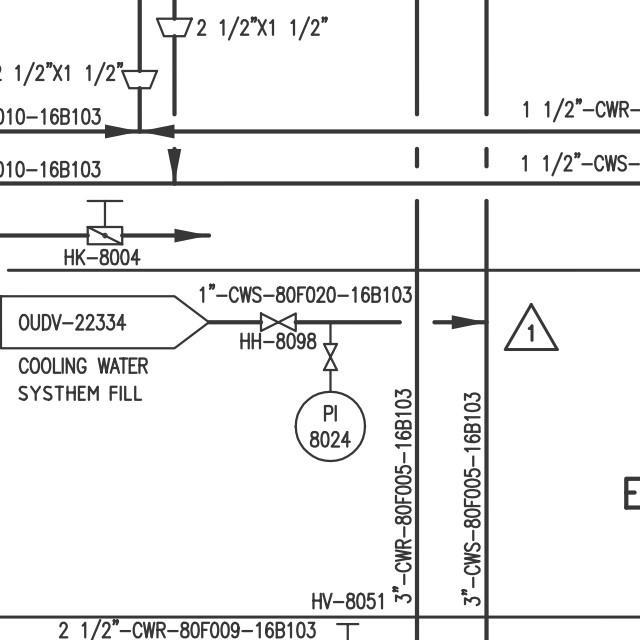 2 1/2"X1 1/2"
2 1/2"X1 1/2"
010-16B103
1 1/2"-CWR-
010-16B103
1 1/2"-CWS-
HK-8004
1"-CWS-80F020-16B103
OUDV-22334
HH-8098
1
COOLING WATER
SYSTHEM FILL
PI
8024
3"-CWR-80F005-16B103
3"-CWS-80F005-16B103
E
HV-8051
2 1/2"-CWR-80F009-16B103